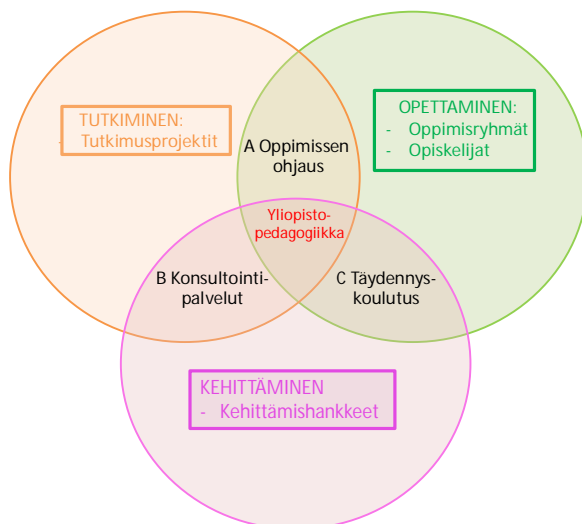 TUTKIMINEN:
- Tutkimusprojektit
OPETTAMINEN:
- Oppimisryhmät
- Opiskelijat
A Oppimissen
ohjaus
Yliopisto-
pedagogiikka
B Konsultointi-
palvelut
C Täydennys-
koulutus
KEHITTÄMINEN
- Kehittämishankkeet